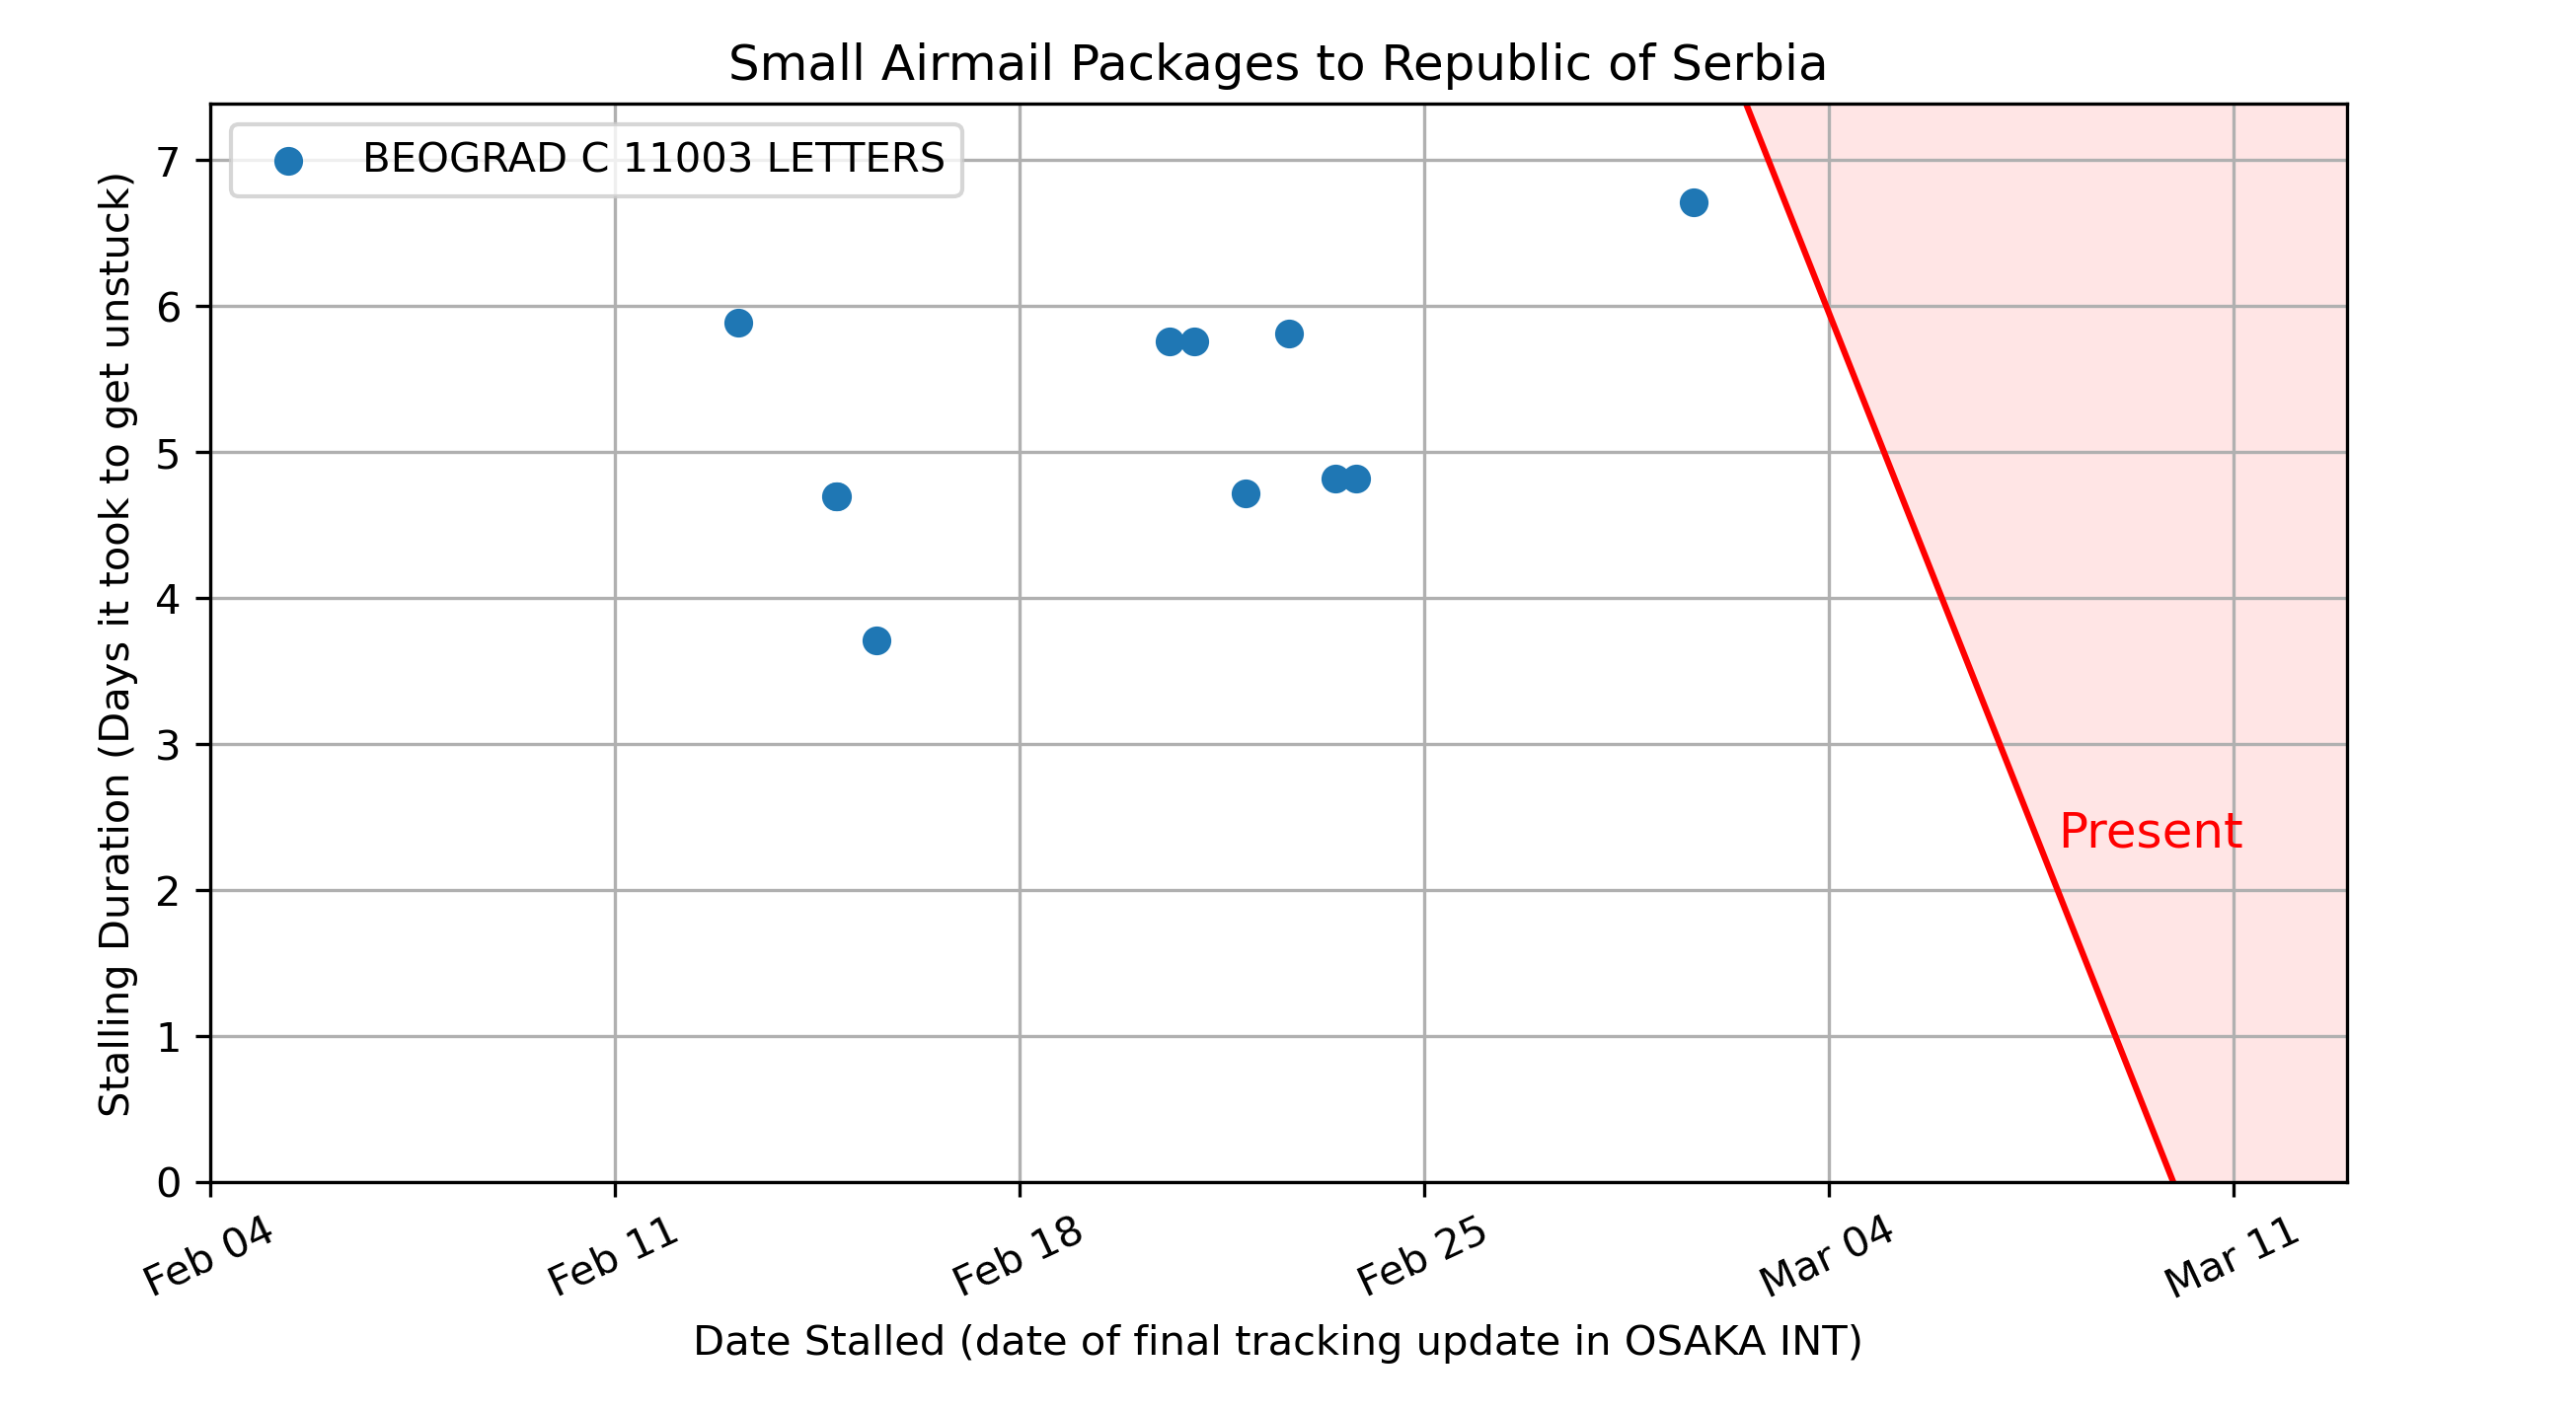 Small Airmail Packages to Republic of Serbia
BEOGRAD C 11003 LETTERS
Stalling Duration (Days it took to get unstuck)
7
6
5
4
3
2
1
0
Present
Feb 04
Feb 11
Feb 18
Feb 25
Mar 04
Mar 11
Date Stalled (date of final tracking update in OSAKA INT)